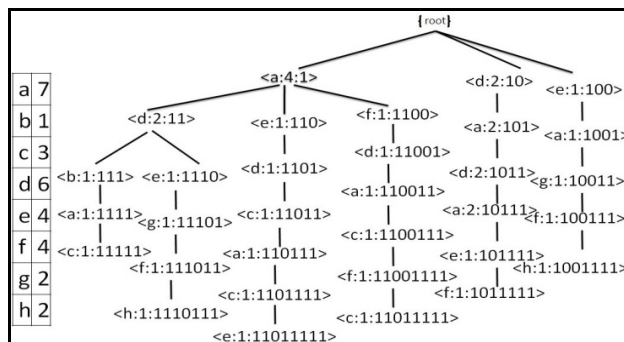 {root}
<a:4:1>
<d:2:10>
<e:1:100>
a 7
b 1
c 3
d 6
e 4
f 4
g 2
h 2
<d:2:11>
<e:1:110>
<f:1:1100>
<a:2:101>
<a:1:1001>
<b:1:111>
<e:1:1110>
<d:1:1101>
<d:1:11001>
<d:2:1011>
<g:1:10011>
<a:1:1111>
<g:1:11101>
<c:1:11011>
<a:1:110011>
<a:2:10111>
<f:1:100111>
<c:1:11111>
<f:1:111011>
<a:1:110111>
<c:1:1100111>
<e:1:101111>
<h:1:1001111>
<h:1:1110111>
<c:1:1101111>
<f:1:11001111>
<f:1:1011111>
<e:1:11011111>
<c:1:11011111>